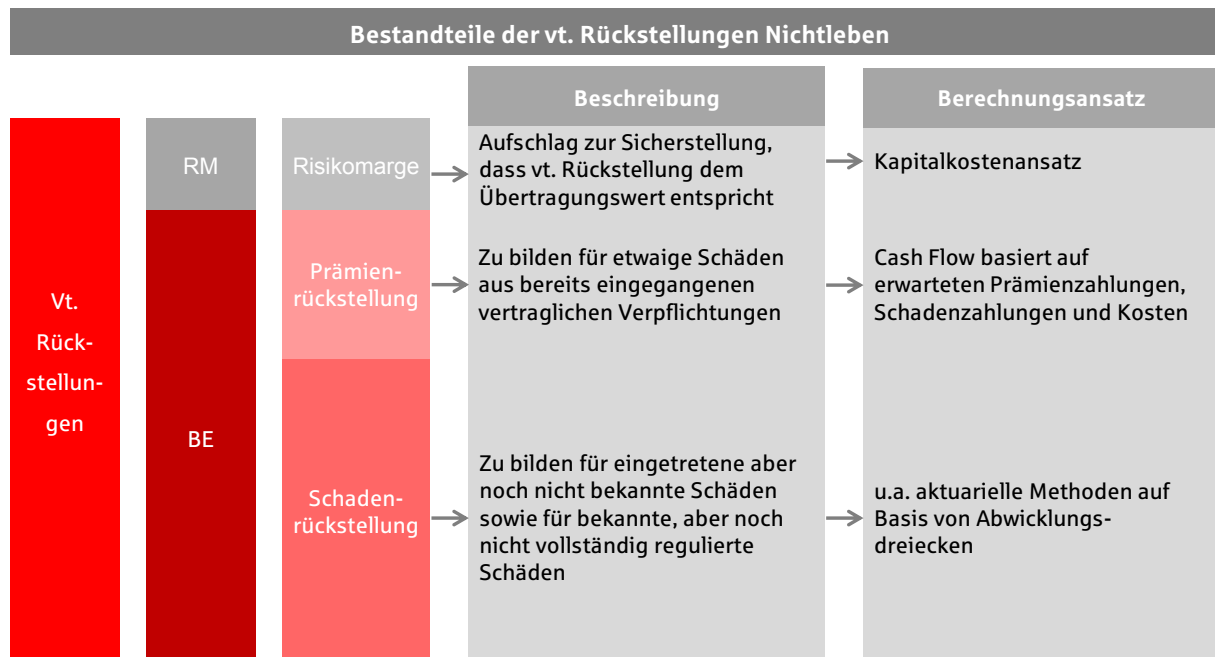 Bestandteile der vt. Rückstellungen Nichtleben
Beschreibung
Berechnungsansatz
Vt.
Rück-
stellun-
gen
RM
BE
Risikomarge
Aufschlag zur Sicherstellung,
dass vt. Rückstellung dem
Übertragungswert entspricht
Kapitalkostenansatz
Prämien-
rückstellung
Zu bilden für etwaige Schäden
aus bereits eingegangenen
vertraglichen Verpflichtungen
Cash Flow basiert auf
erwarteten Prämienzahlungen,
Schadenzahlungen und Kosten
Schaden-
rückstellung
Zu bilden für eingetretene aber
noch nicht bekannte Schäden
sowie für bekannte, aber noch
nicht vollständig regulierte
Schäden
u.a. aktuarielle Methoden auf
Basis von Abwicklungs-
dreiecken